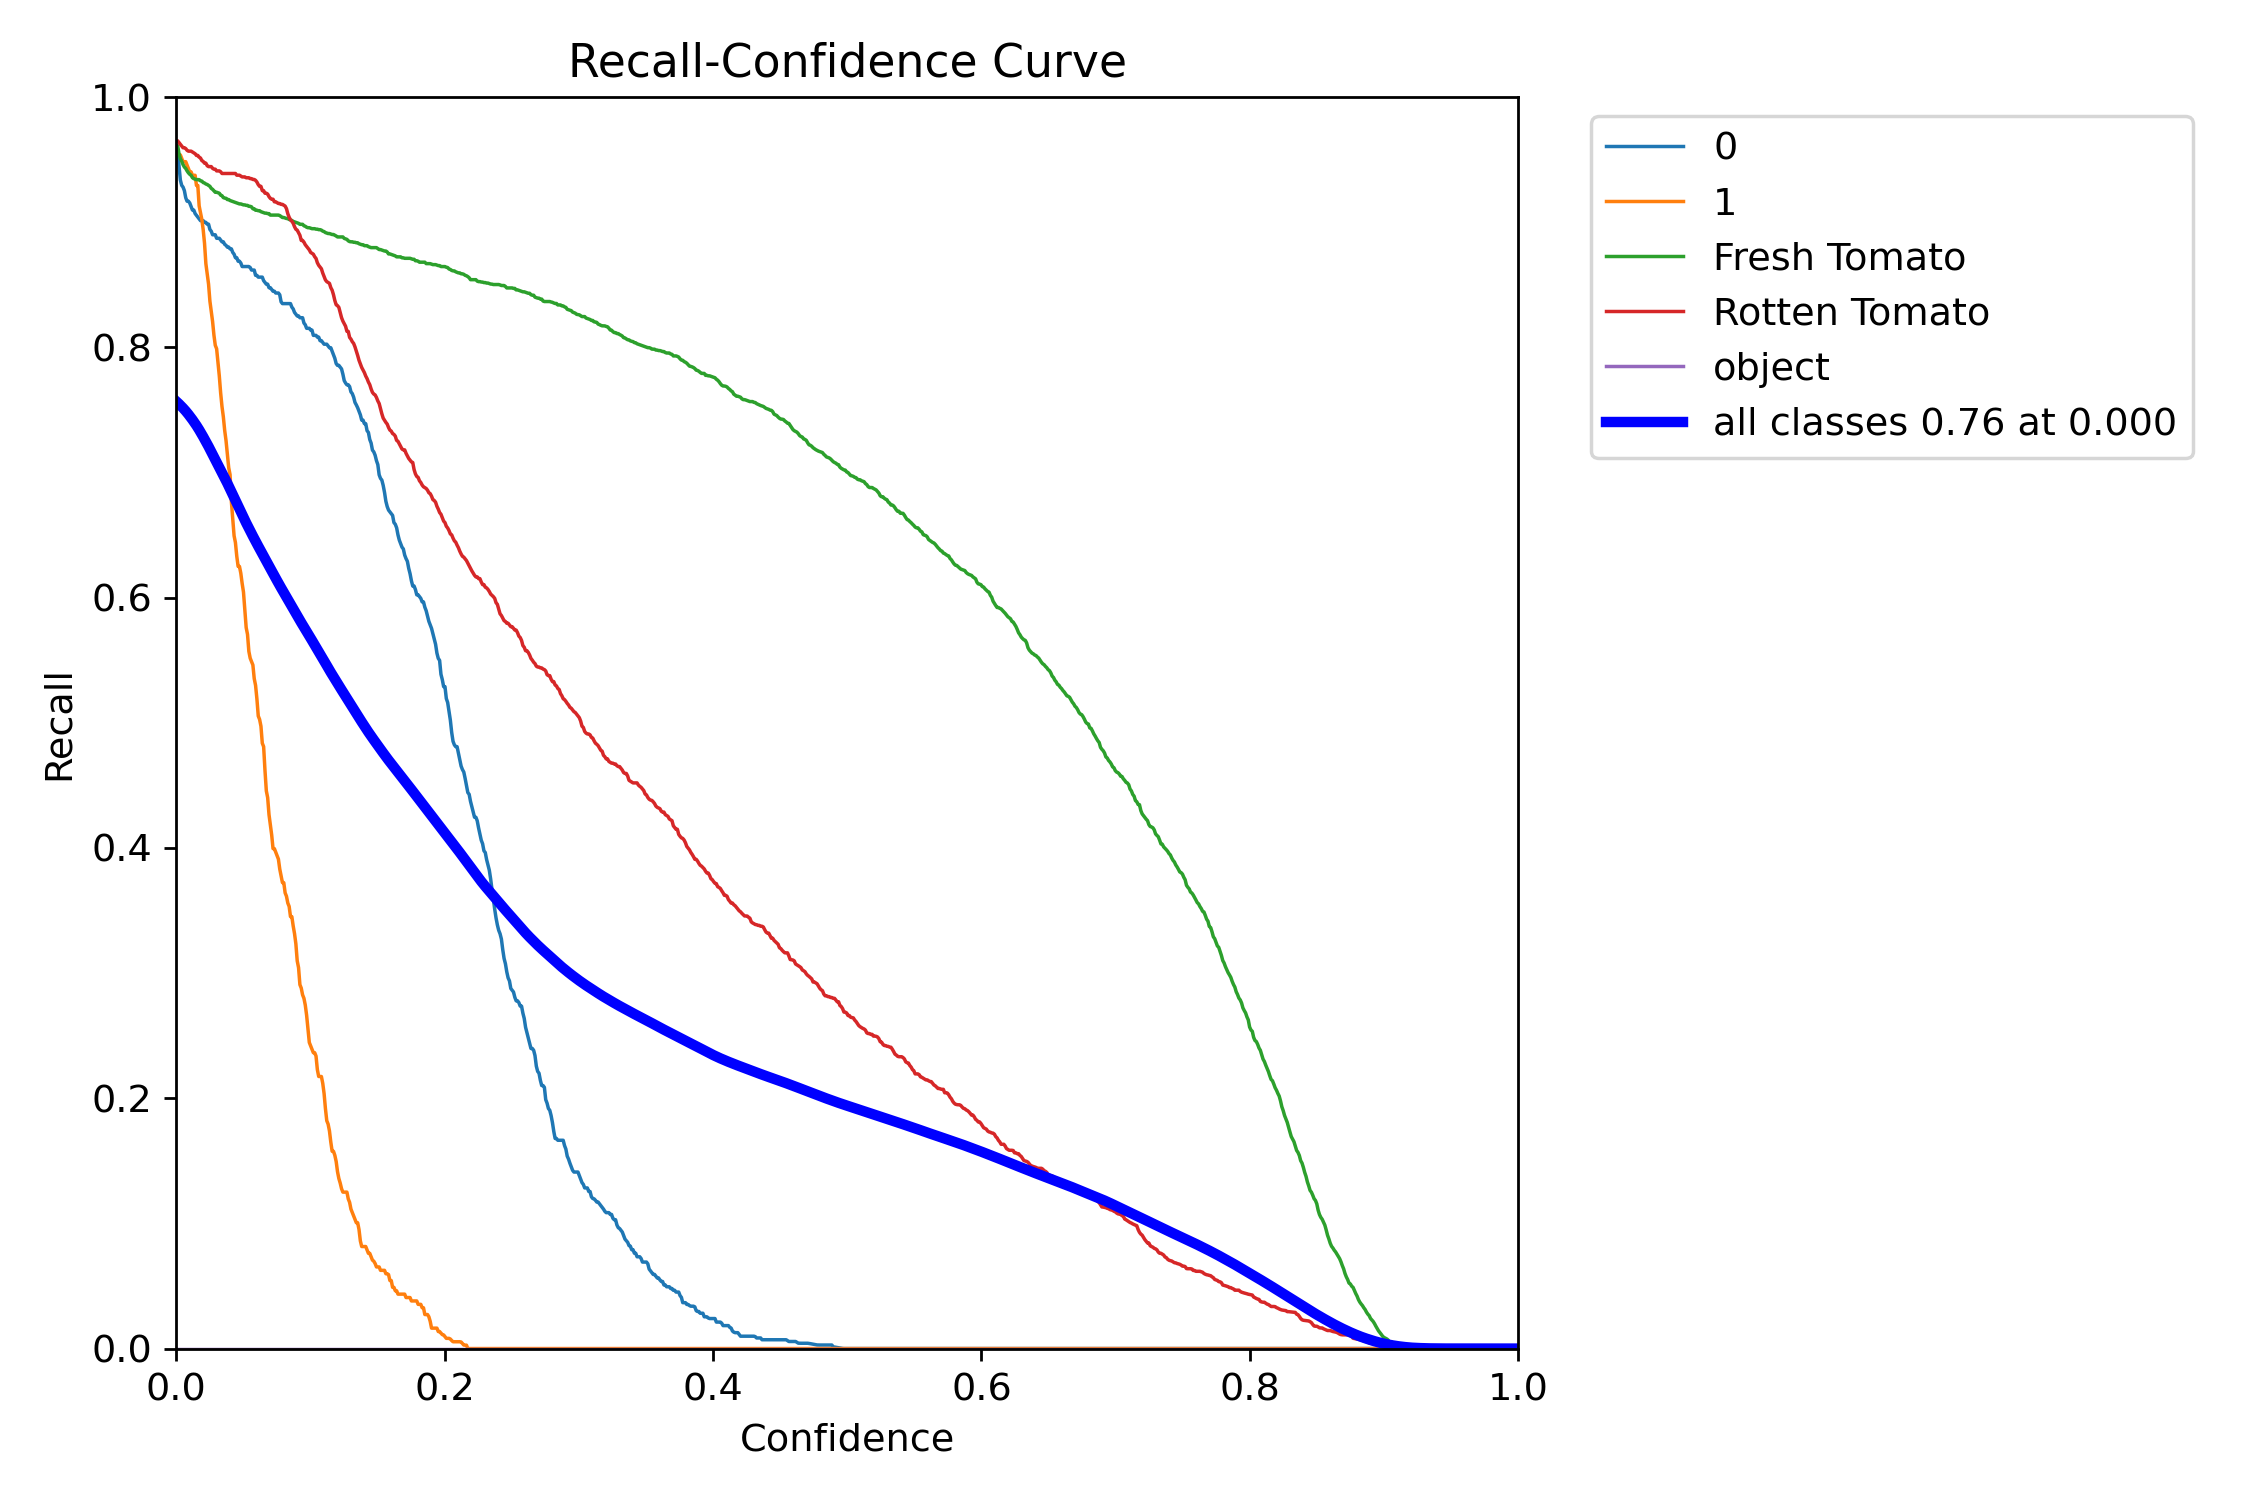 Recall-Confidence Curve
1.0
0.8
0.6
0.4
0.2
0.0
Recall
0.0 0.2 0.4 0.6 0.8 1.0
Confidence
0
1
Fresh Tomato
Rotten Tomato
object
all classes 0.76 at 0.000